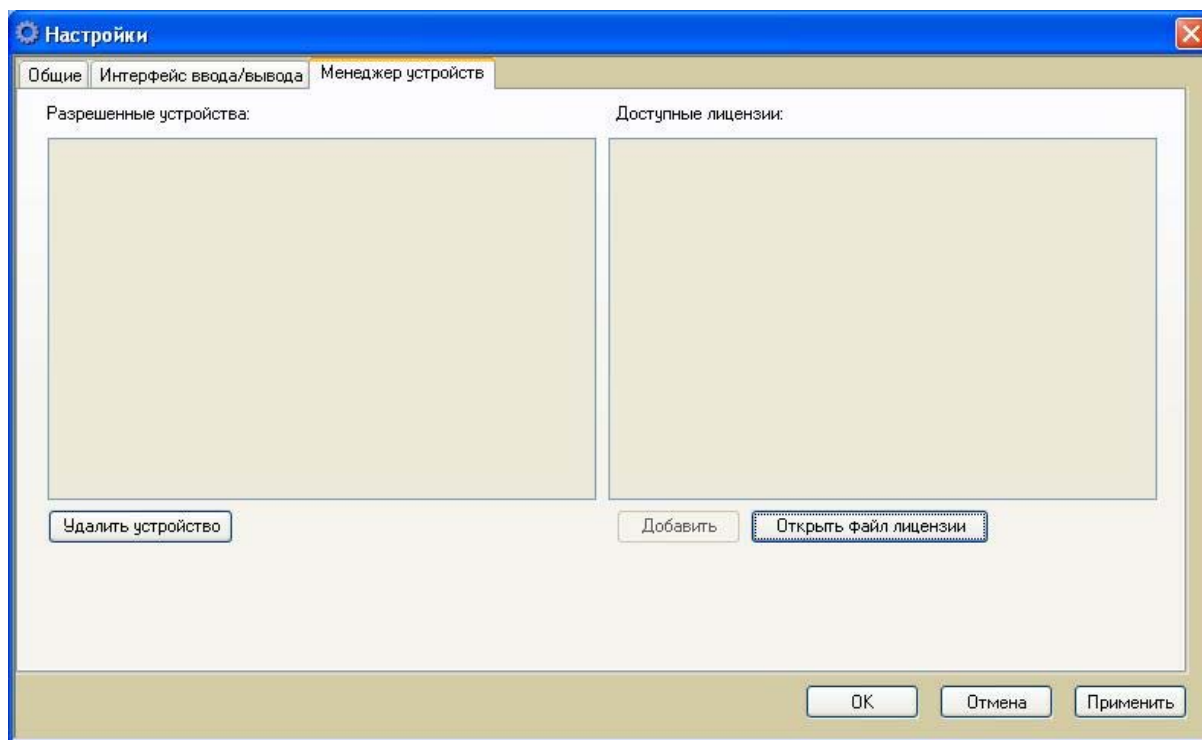 Настройки
Общие Интерфейс ввода/вывода Менеджер устройств
Разрешенные устройства: Доступные лицензии:
Удалить устройство Добавить Открыть файл лицензии
OK Отмена Применить